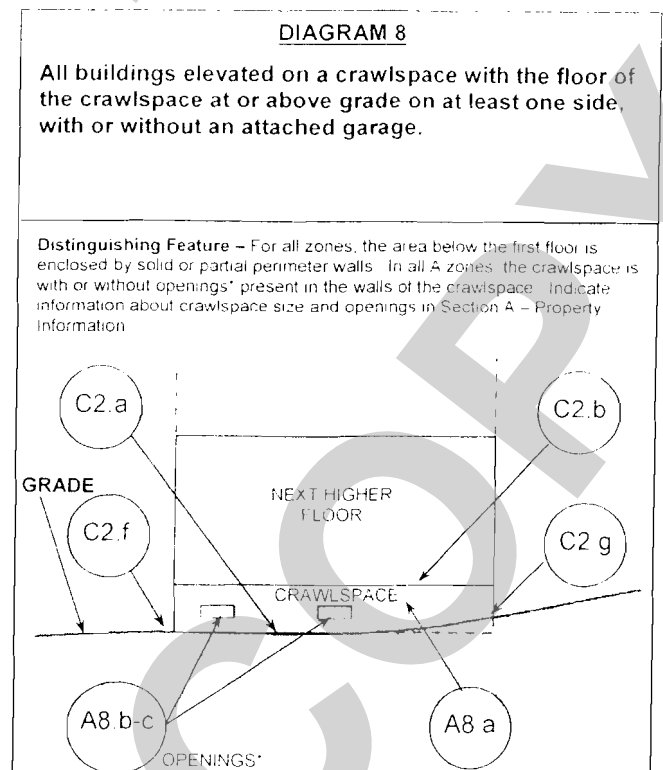 DIAGRAM 8
All buildings elevated on a crawlspace with the floor of
the crawlspace at or above grade on at least one side,
with or without an attached garage.
Distinguishing Feature – For all zones, the area below the first floor is
enclosed by solid or partial perimeter walls In all A zones the crawlspace is
with or without openings* present in the walls of the crawlspace Indicate
information about crawlspace size and openings in Section A – Property
Information
C2.a
C2.b
GRADE
NEXT HIGHER
FLOOR
C2.f
C2 g
CRAWLSPACE
A8.b-c
A8 a
OPENINGS*
COPY